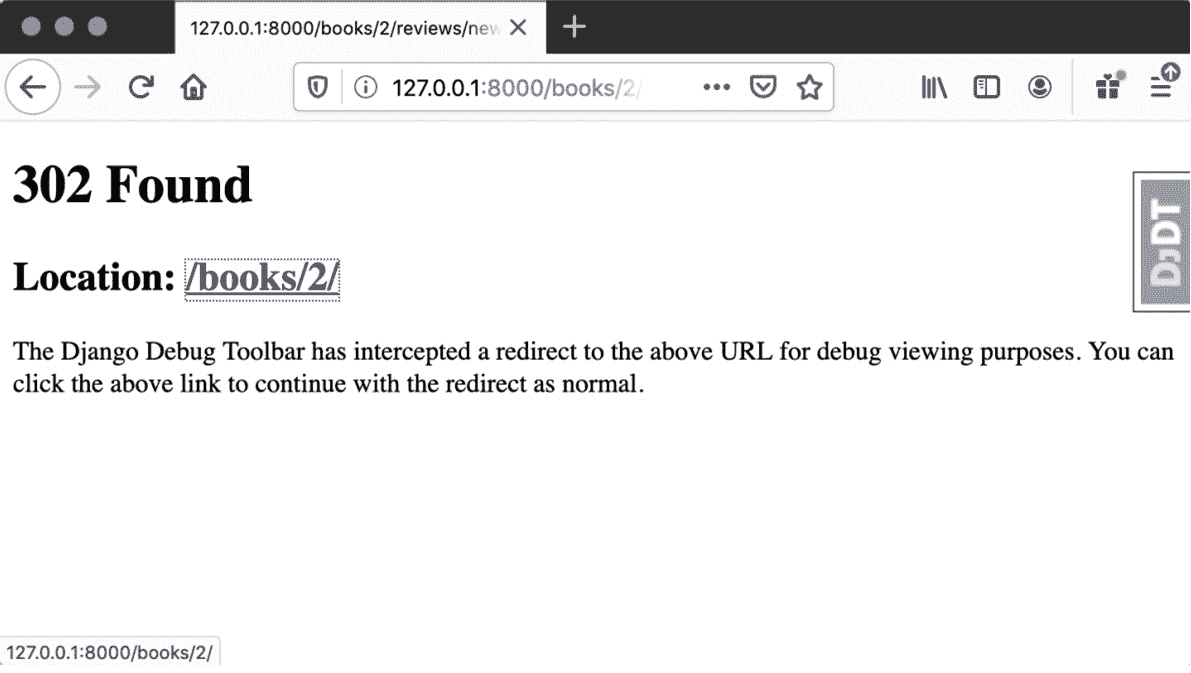 127.0.0.1:8000/books/2/reviews/new
127.0.0.1:8000/books/2/
302 Found
DjDT
Location: /books/2/
The Django Debug Toolbar has intercepted a redirect to the above URL for debug viewing purposes. You can
click the above link to continue with the redirect as normal.
127.0.0.1:8000/books/2/